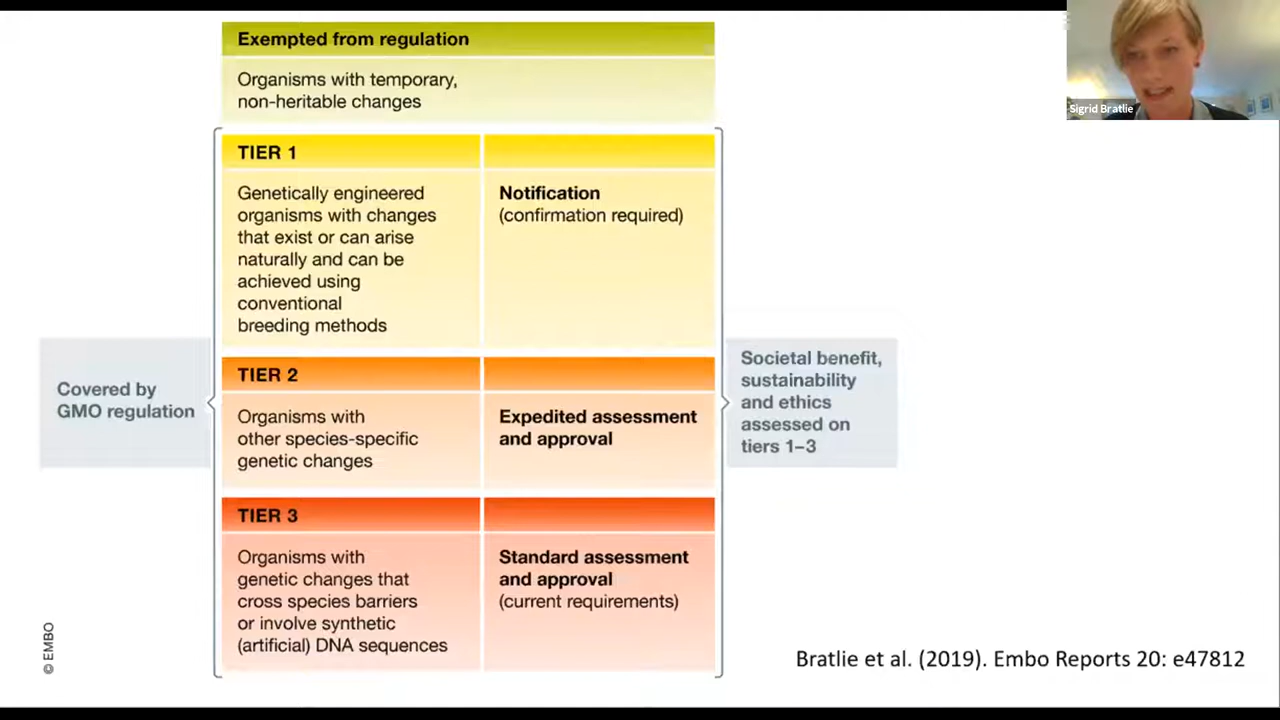 Exempted from regulation
Organisms with temporary,
non-heritable changes
TIER 1
Genetically engineered
organisms with changes
that exist or can arise
naturally and can be
achieved using
conventional
breeding methods
Notification
(confirmation required)
TIER 2
Organisms with
other species-specific
genetic changes
Expedited assessment
and approval
TIER 3
Organisms with
genetic changes that
cross species barriers
or involve synthetic
(artificial) DNA sequences
Standard assessment
and approval
(current requirements)
Covered by
GMO regulation
Societal benefit,
sustainability
and ethics
assessed on
tiers 1–3
© EMBO
Bratlie et al. (2019). Embo Reports 20: e47812
Sigrid Bratlie